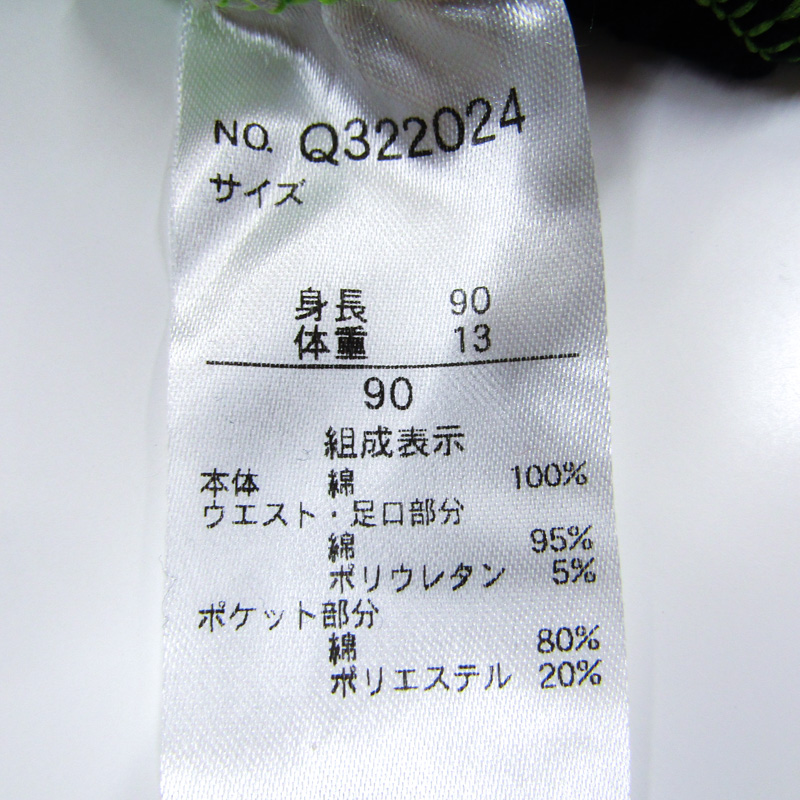 NO. Q322024
サイズ
身長 90
体重 13
90
組成表示
本体 綿 100%
ウエスト・足口部分
綿 95%
ポリウレタン 5%
ポケット部分
綿 80%
ポリエステル 20%